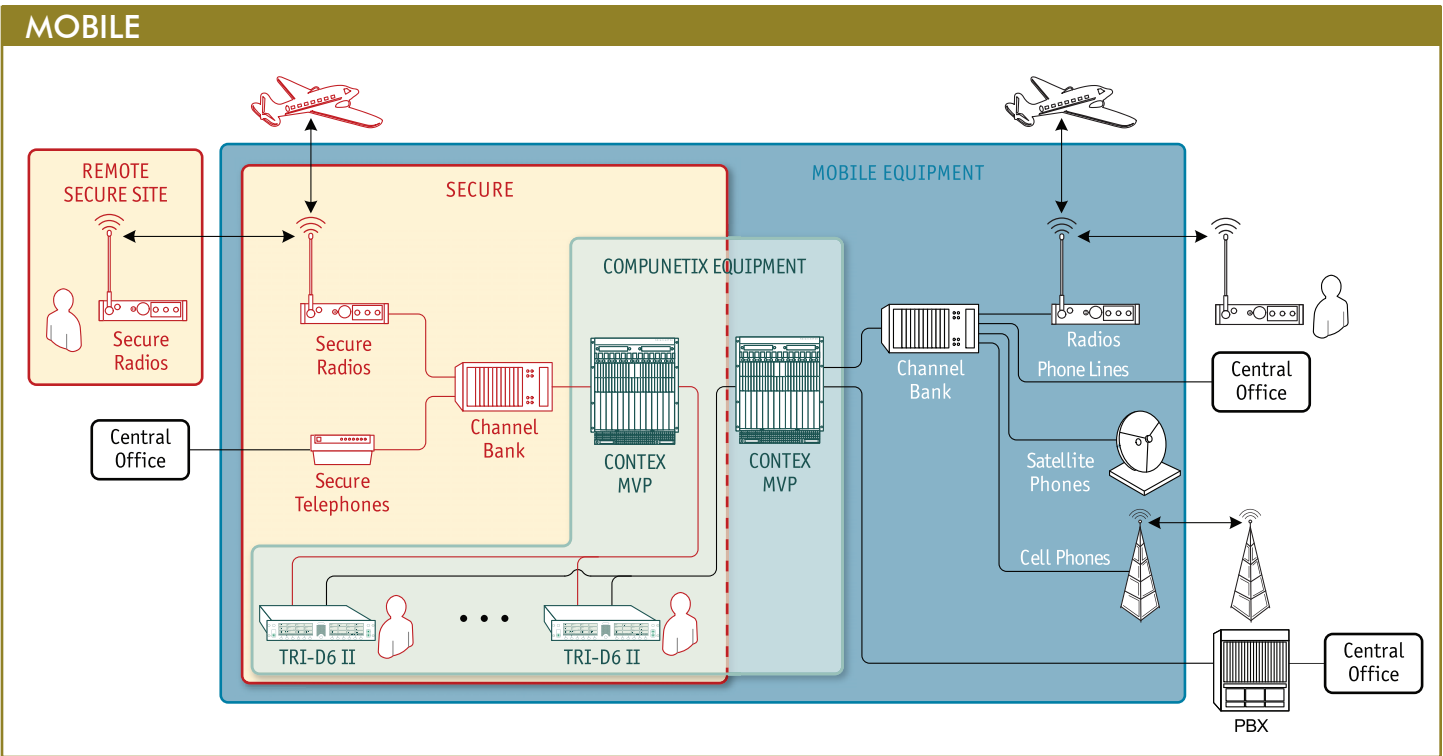 MOBILE
REMOTE
SECURE SITE
Secure
Radios
SECURE
MOBILE EQUIPMENT
COMPUNETIX EQUIPMENT
Secure
Radios
Channel
Bank
Central
Office
Secure
Telephones
CONTEX
MVP
CONTEX
MVP
Channel
Bank
Radios
Phone Lines
Central
Office
Satellite
Phones
Cell Phones
TRI-D6 II
TRI-D6 II
Central
Office
PBX